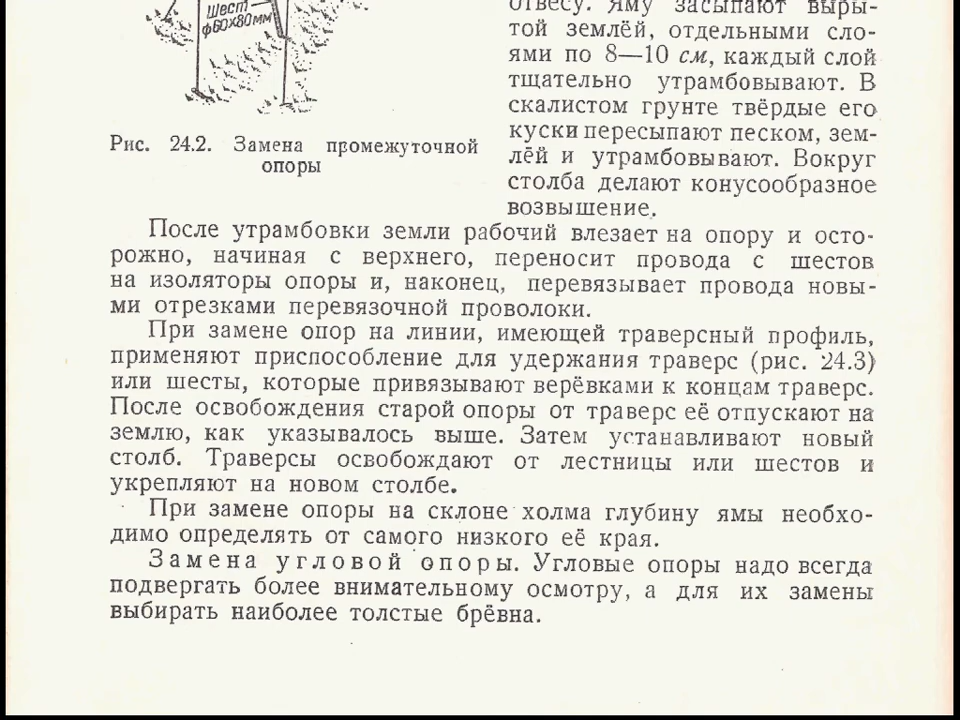 Шест
ф60х80мм
отвесу. Яму засыпают выры-
той землёй, отдельными сло-
ями по 8—10 см, каждый слой
тщательно утрамбовывают. В
скалистом грунте твёрдые его
куски пересыпают песком, зем-
лёй и утрамбовывают. Вокруг
столба делают конусообразное
возвышение.
Рис. 24.2. Замена промежуточной
опоры
После утрамбовки земли рабочий влезает на опору и осто-
рожно, начиная с верхнего, переносит провода с шестов
на изоляторы опоры и, наконец, перевязывает провода новы-
ми отрезками перевязочной проволоки.
При замене опор на линии, имеющей траверсный профиль,
применяют приспособление для удержания траверс (рис. 24.3)
или шесты, которые привязывают верёвками к концам траверс.
После освобождения старой опоры от траверс её отпускают на
землю, как указывалось выше. Затем устанавливают новый
столб. Траверсы освобождают от лестницы или шестов и
укрепляют на новом столбе.
При замене опоры на склоне холма глубину ямы необхо-
димо определять от самого низкого её края.
Замена угловой опоры. Угловые опоры надо всегда
подвергать более внимательному осмотру, а для их замены
выбирать наиболее толстые брёвна.